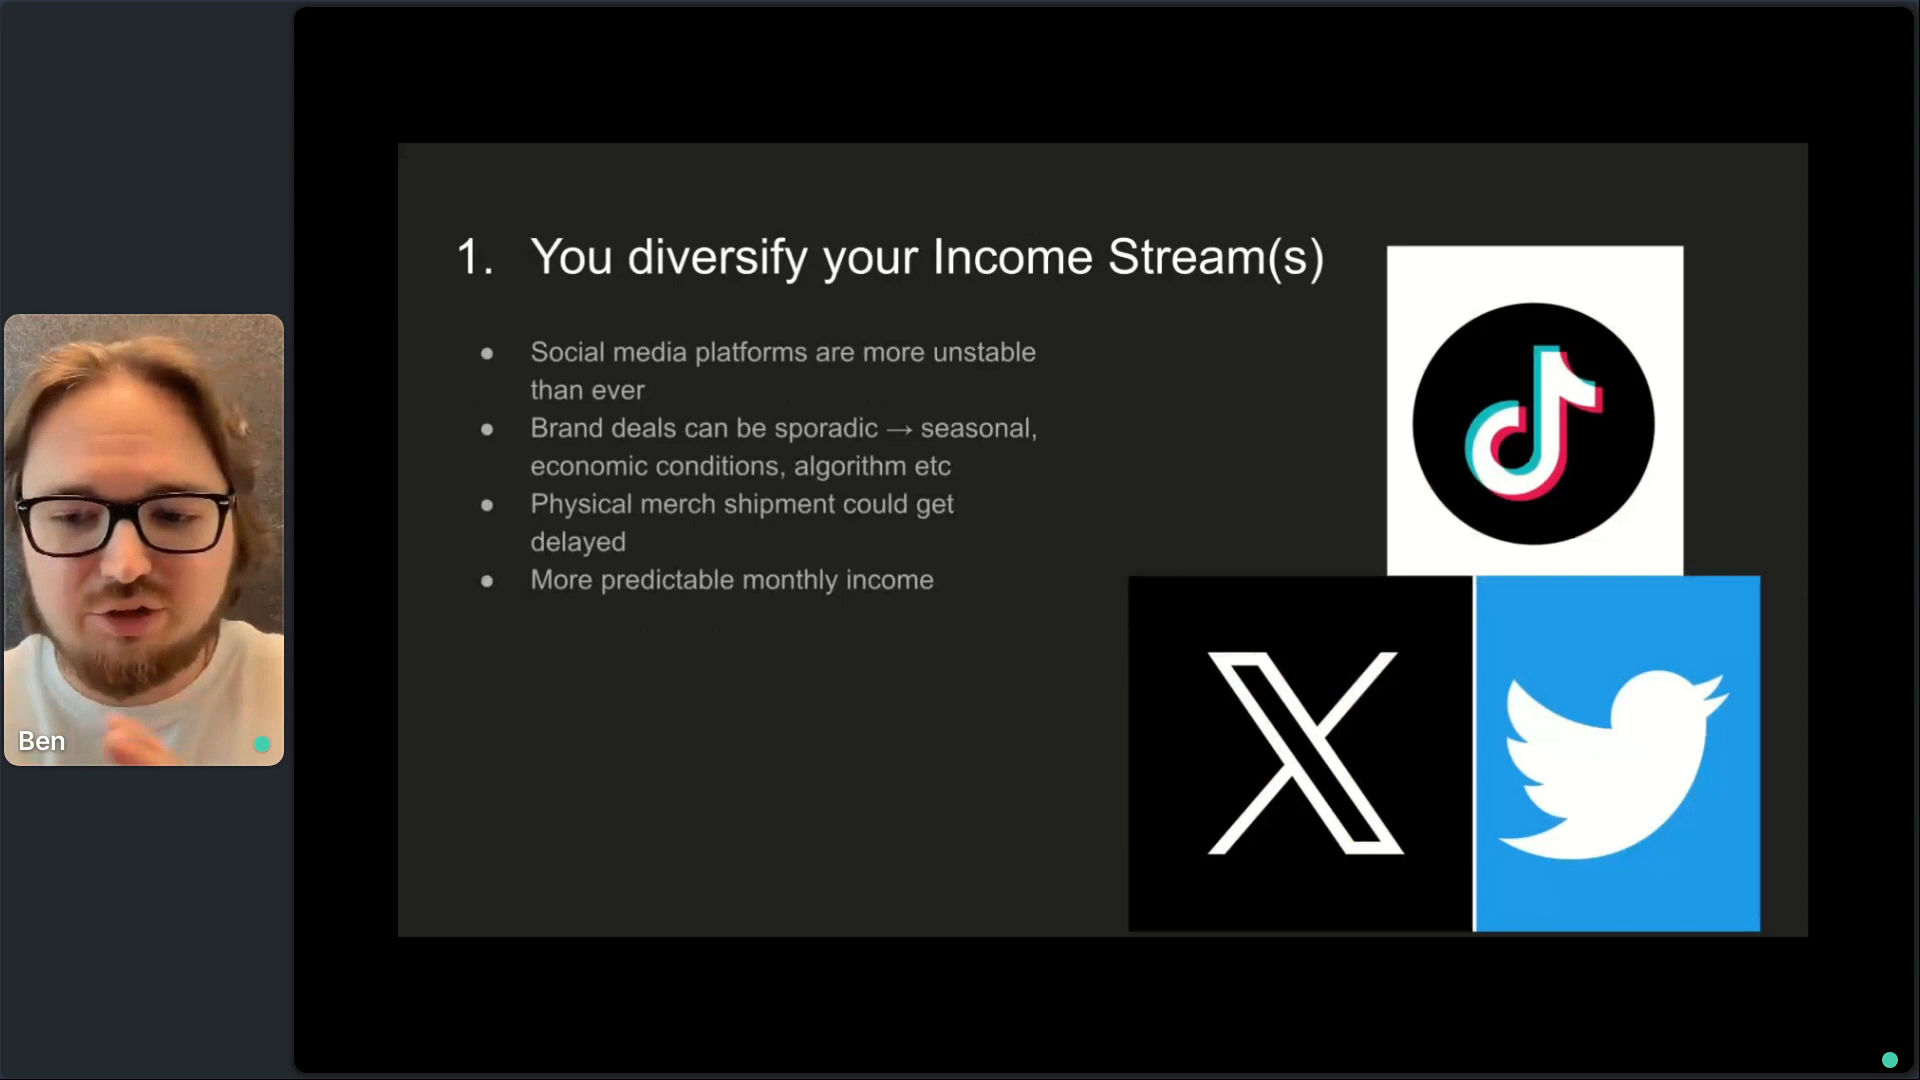 1. You diversify your Income Stream(s)
● Social media platforms are more unstable
than ever
● Brand deals can be sporadic → seasonal,
economic conditions, algorithm etc
● Physical merch shipment could get
delayed
● More predictable monthly income
Ben